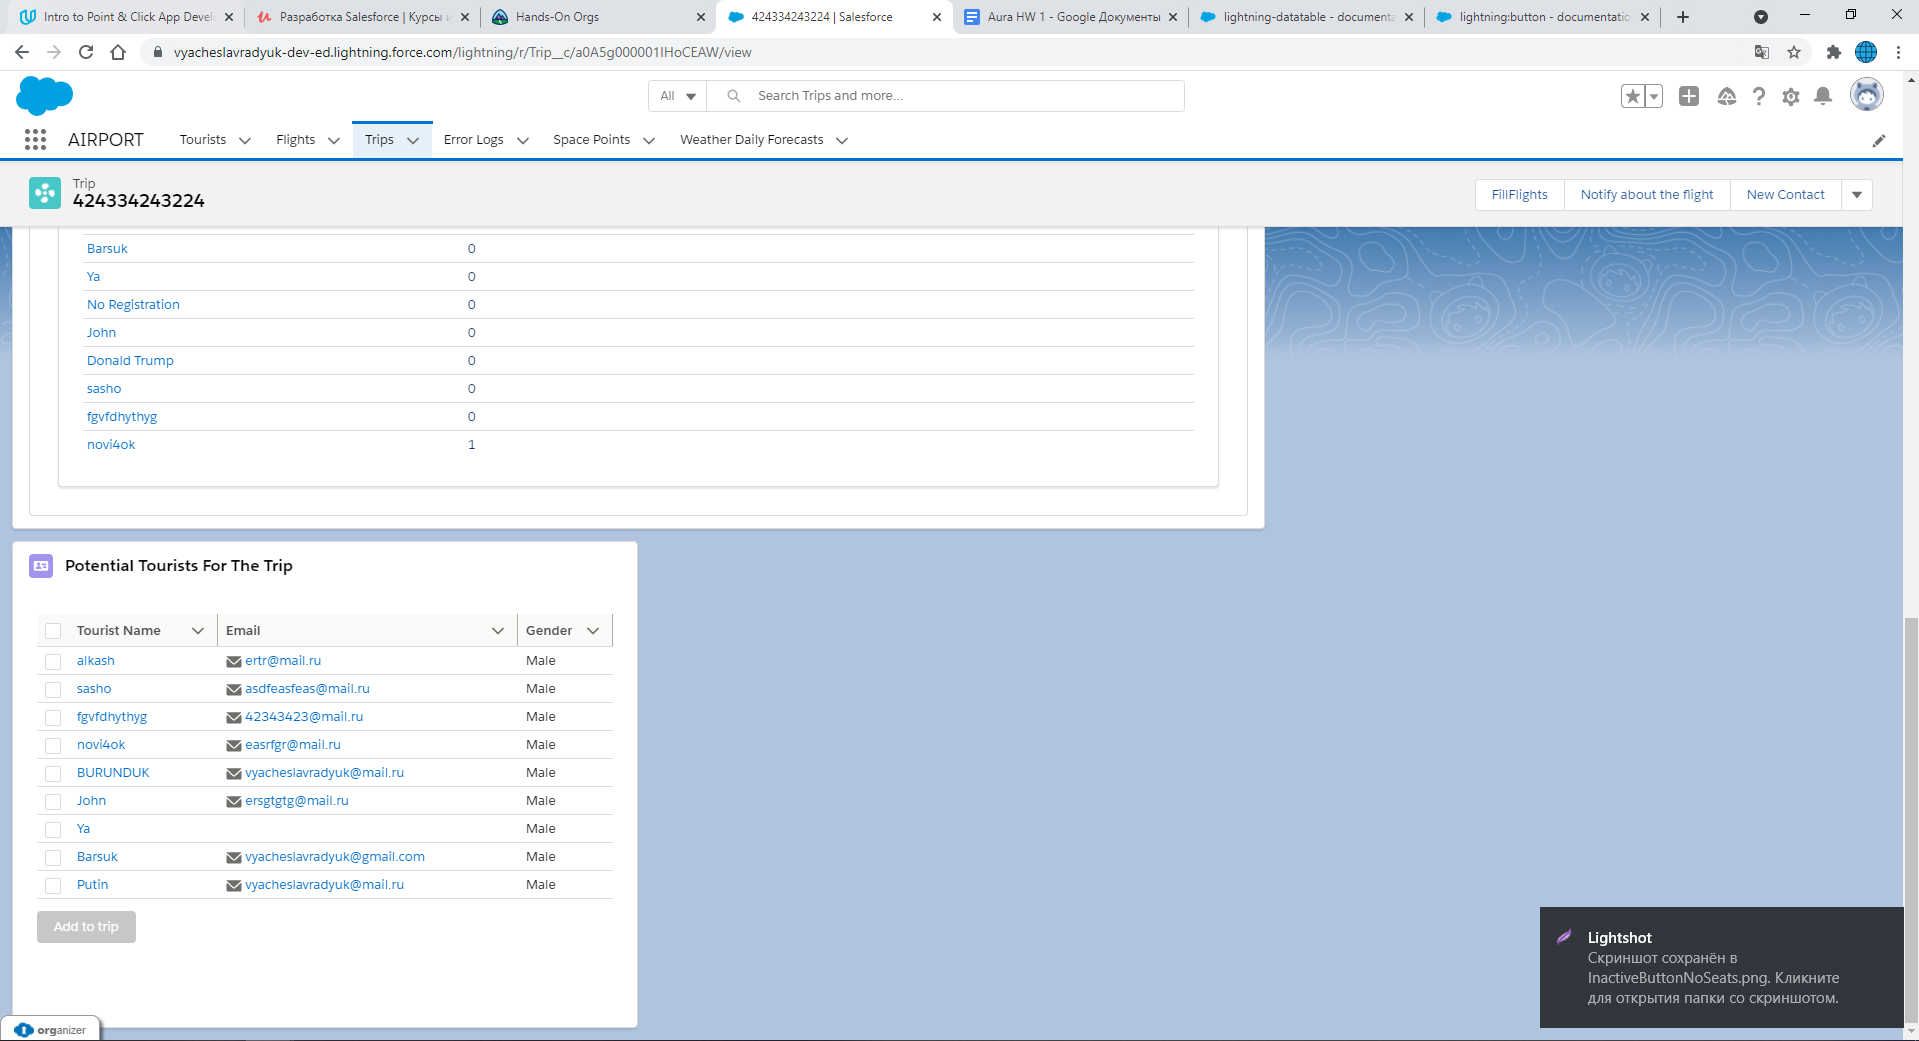 Intro to Point & Click App Devel
Разработка Salesforce | Курсы и
Hands-On Orgs
424334243224 | Salesforce
Aura HW 1 - Google Документы
lightning-datatable - documenta
lightning:button - documentatio
vyacheslavradyuk-dev-ed.lightning.force.com/lightning/r/Trip__c/a0A5g000001IHoCEAW/view
All
Search Trips and more...
AIRPORT
Tourists
Flights
Trips
Error Logs
Space Points
Weather Daily Forecasts
Trip
424334243224
FillFlights
Notify about the flight
New Contact
Barsuk 0
Ya 0
No Registration 0
John 0
Donald Trump 0
sasho 0
fgvfdhythyg 0
novi4ok 1
Potential Tourists For The Trip
Tourist Name Email Gender
alkash ertr@mail.ru Male
sasho asdfeasfeas@mail.ru Male
fgvfdhythyg 42343423@mail.ru Male
novi4ok easrfgr@mail.ru Male
BURUNDUK vyacheslavradyuk@mail.ru Male
John ersgtgtg@mail.ru Male
Ya Male
Barsuk vyacheslavradyuk@gmail.com Male
Putin vyacheslavradyuk@mail.ru Male
Add to trip
Lightshot
Скриншот сохранён в
InactiveButtonNoSeats.png. Кликните
для открытия папки со скриншотом.
organizer